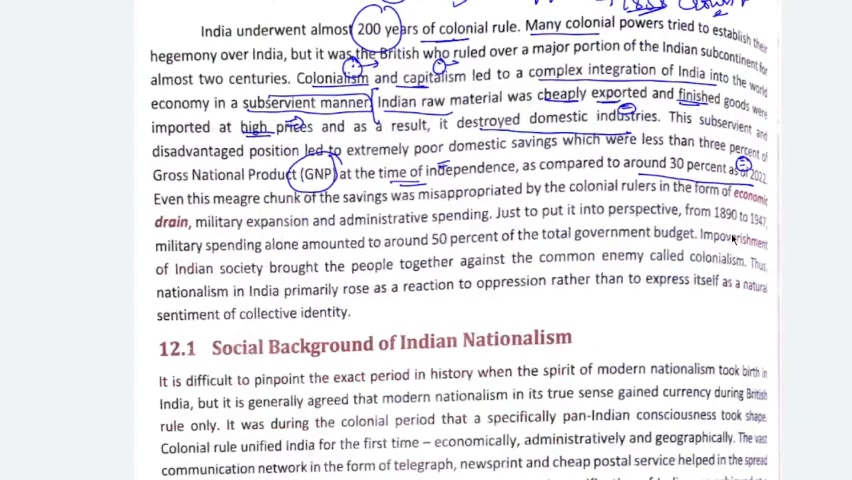 1858
India underwent almost 200 years of colonial rule. Many colonial powers tried to establish their
hegemony over India, but it was the British who ruled over a major portion of the Indian subcontinent for
almost two centuries. Colonialism and capitalism led to a complex integration of India into the world
economy in a subservient manner. Indian raw material was cheaply exported and finished goods were
imported at high prices and as a result, it destroyed domestic industries. This subservient and
disadvantaged position led to extremely poor domestic savings which were less than three percent of
Gross National Product (GNP) at the time of independence, as compared to around 30 percent as of 2022.
Even this meagre chunk of the savings was misappropriated by the colonial rulers in the form of economic
drain, military expansion and administrative spending. Just to put it into perspective, from 1890 to 1947,
military spending alone amounted to around 50 percent of the total government budget. Impoverishment
of Indian society brought the people together against the common enemy called colonialism. Thus,
nationalism in India primarily rose as a reaction to oppression rather than to express itself as a natural
sentiment of collective identity.
12.1 Social Background of Indian Nationalism
It is difficult to pinpoint the exact period in history when the spirit of modern nationalism took birth in
India, but it is generally agreed that modern nationalism in its true sense gained currency during British
rule only. It was during the colonial period that a specifically pan-Indian consciousness took shape.
Colonial rule unified India for the first time – economically, administratively and geographically. The vast
communication network in the form of telegraph, newsprint and cheap postal service helped in the spread